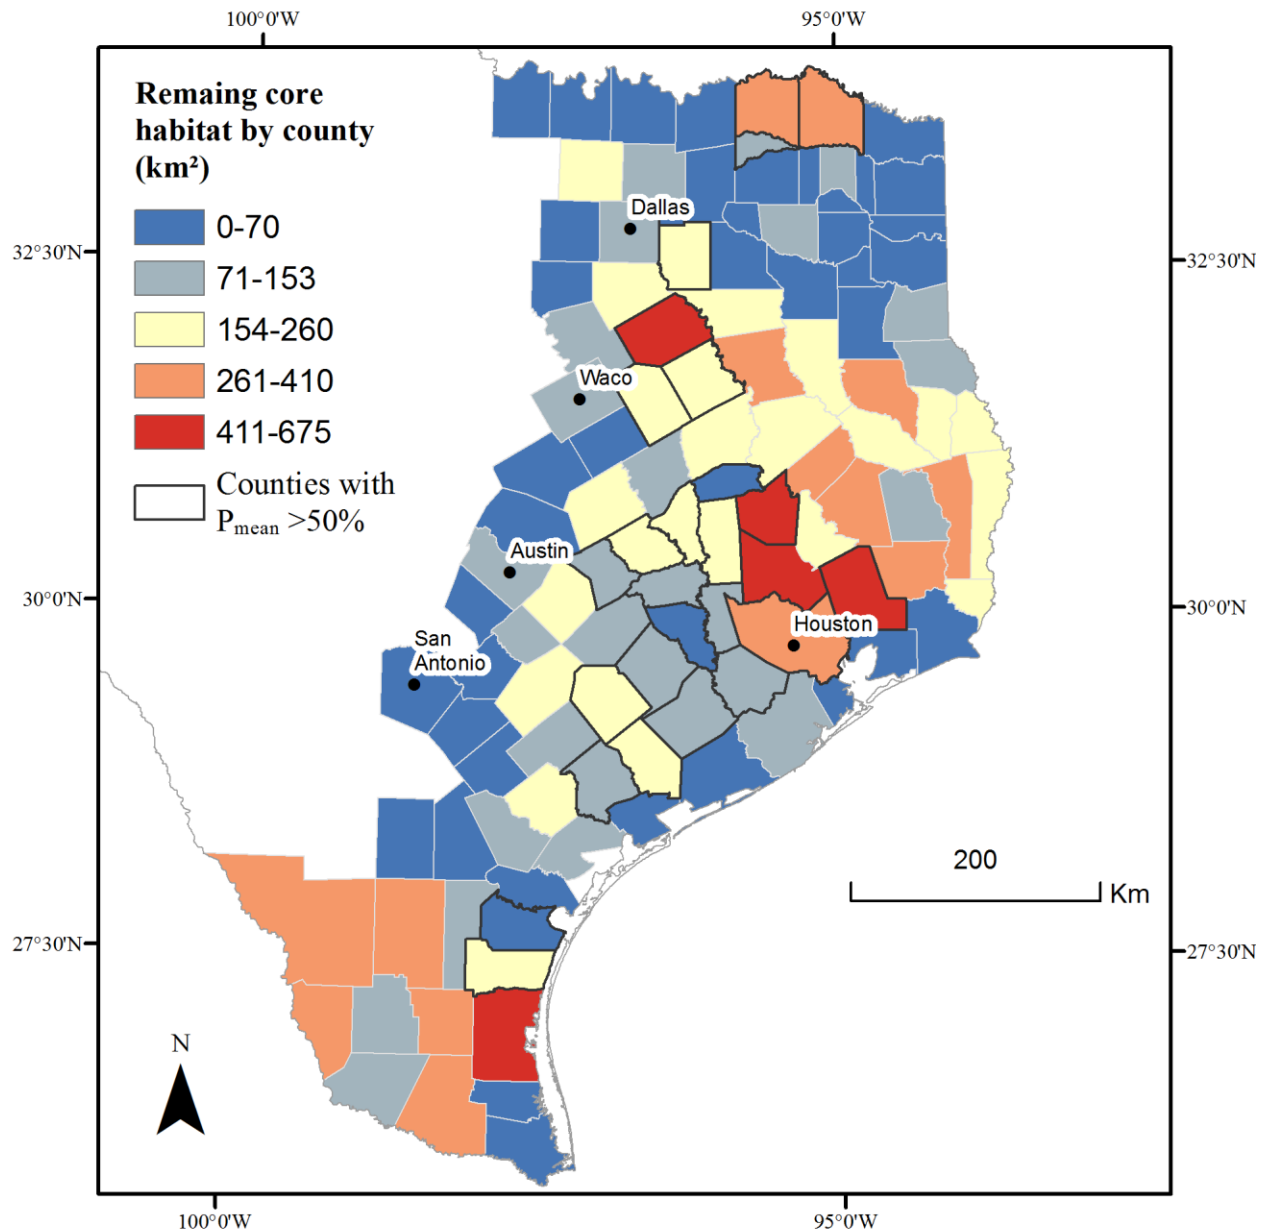 100°0'W
95°0'W
Remaing core
habitat by county
(km²)
0-70
71-153
154-260
261-410
411-675
Counties with
Pmean >50%
Dallas
32°30'N
32°30'N
Waco
Austin
30°0'N
30°0'N
Houston
San
Antonio
200
Km
27°30'N
27°30'N
N
100°0'W
95°0'W